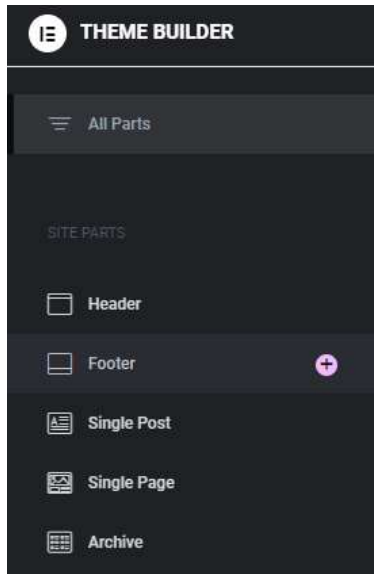 THEME BUILDER
All Parts
SITE PARTS
Header
Footer
Single Post
Single Page
Archive